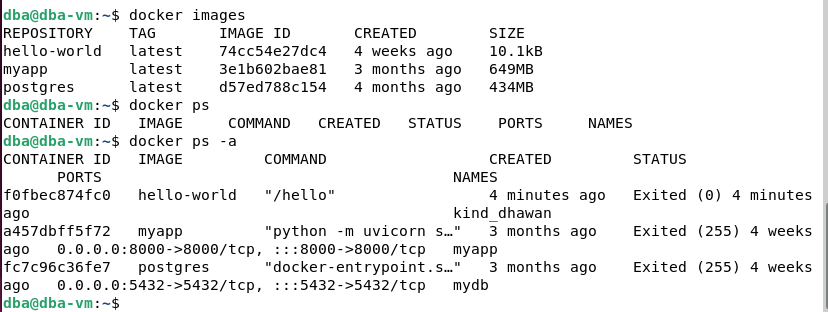 dba@dba-vm:~$ docker images
REPOSITORY    TAG       IMAGE ID       CREATED        SIZE
hello-world   latest    74cc54e27dc4   4 weeks ago    10.1kB
myapp         latest    3e1b602bae81   3 months ago   649MB
postgres      latest    d57ed788c154   4 months ago   434MB
dba@dba-vm:~$ docker ps
CONTAINER ID   IMAGE     COMMAND   CREATED   STATUS    PORTS     NAMES
dba@dba-vm:~$ docker ps -a
CONTAINER ID   IMAGE         COMMAND                  CREATED         STATUS
      PORTS                                       NAMES
f0fbec874fc0   hello-world   "/hello"                 4 minutes ago   Exited (0) 4 minutes
ago                                               kind_dhawan
a457dbff5f72   myapp         "python -m uvicorn s…"   3 months ago    Exited (255) 4 weeks
ago   0.0.0.0:8000->8000/tcp, :::8000->8000/tcp   myapp
fc7c96c36fe7   postgres      "docker-entrypoint.s…"   3 months ago    Exited (255) 4 weeks
ago   0.0.0.0:5432->5432/tcp, :::5432->5432/tcp   mydb
dba@dba-vm:~$